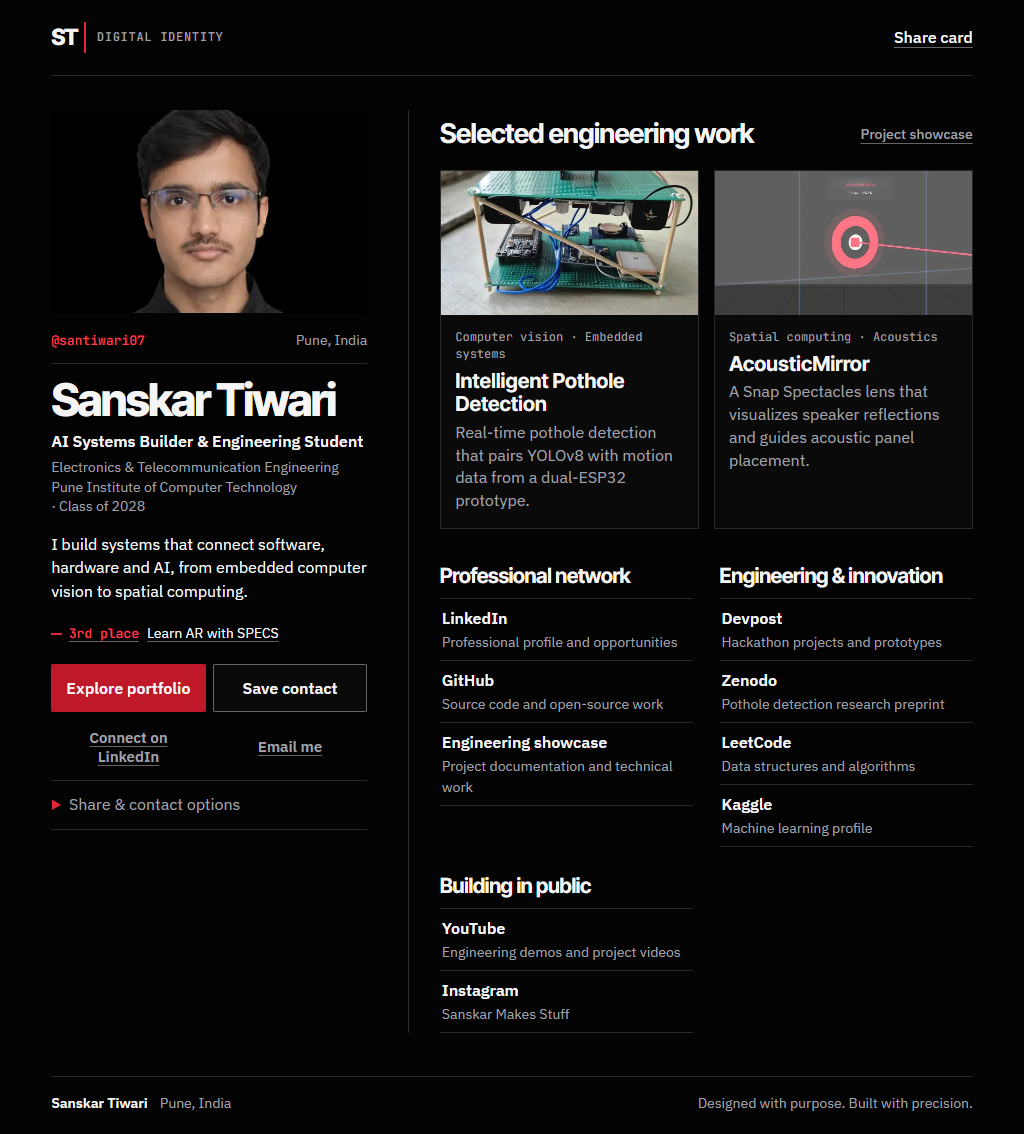 ST
DIGITAL IDENTITY
Share card
@santiwari07
Pune, India
Sanskar Tiwari
AI Systems Builder & Engineering Student
Electronics & Telecommunication Engineering
Pune Institute of Computer Technology
· Class of 2028
I build systems that connect software,
hardware and AI, from embedded computer
vision to spatial computing.
— 3rd place Learn AR with SPECS
Explore portfolio
Save contact
Connect on
LinkedIn
Email me
Share & contact options
Selected engineering work
Project showcase
Computer vision · Embedded
systems
Intelligent Pothole
Detection
Real-time pothole detection
that pairs YOLOv8 with motion
data from a dual-ESP32
prototype.
Spatial computing · Acoustics
AcousticMirror
A Snap Spectacles lens that
visualizes speaker reflections
and guides acoustic panel
placement.
Professional network
LinkedIn
Professional profile and opportunities
GitHub
Source code and open-source work
Engineering showcase
Project documentation and technical
work
Engineering & innovation
Devpost
Hackathon projects and prototypes
Zenodo
Pothole detection research preprint
LeetCode
Data structures and algorithms
Kaggle
Machine learning profile
Building in public
YouTube
Engineering demos and project videos
Instagram
Sanskar Makes Stuff
Sanskar Tiwari
Pune, India
Designed with purpose. Built with precision.